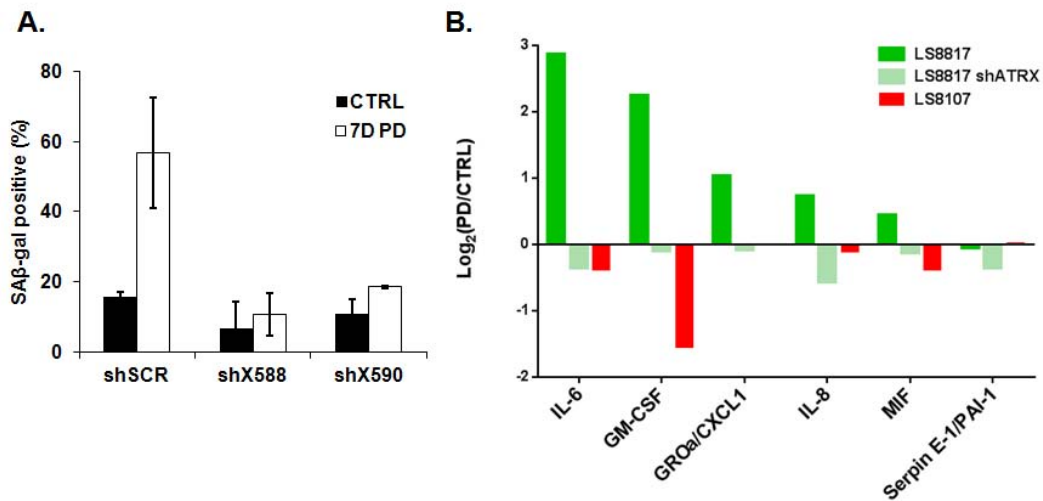 A.
SAβ-gal positive (%)
80
60
40
20
0
CTRL
7D PD
shSCR
shX588
shX590
B.
Log2(PD/CTRL)
3
2
1
0
-1
-2
LS8817
LS8817 shATRX
LS8107
IL-6
GM-CSF
GROa/CXCL1
IL-8
MIF
Serpin E-1/PAI-1